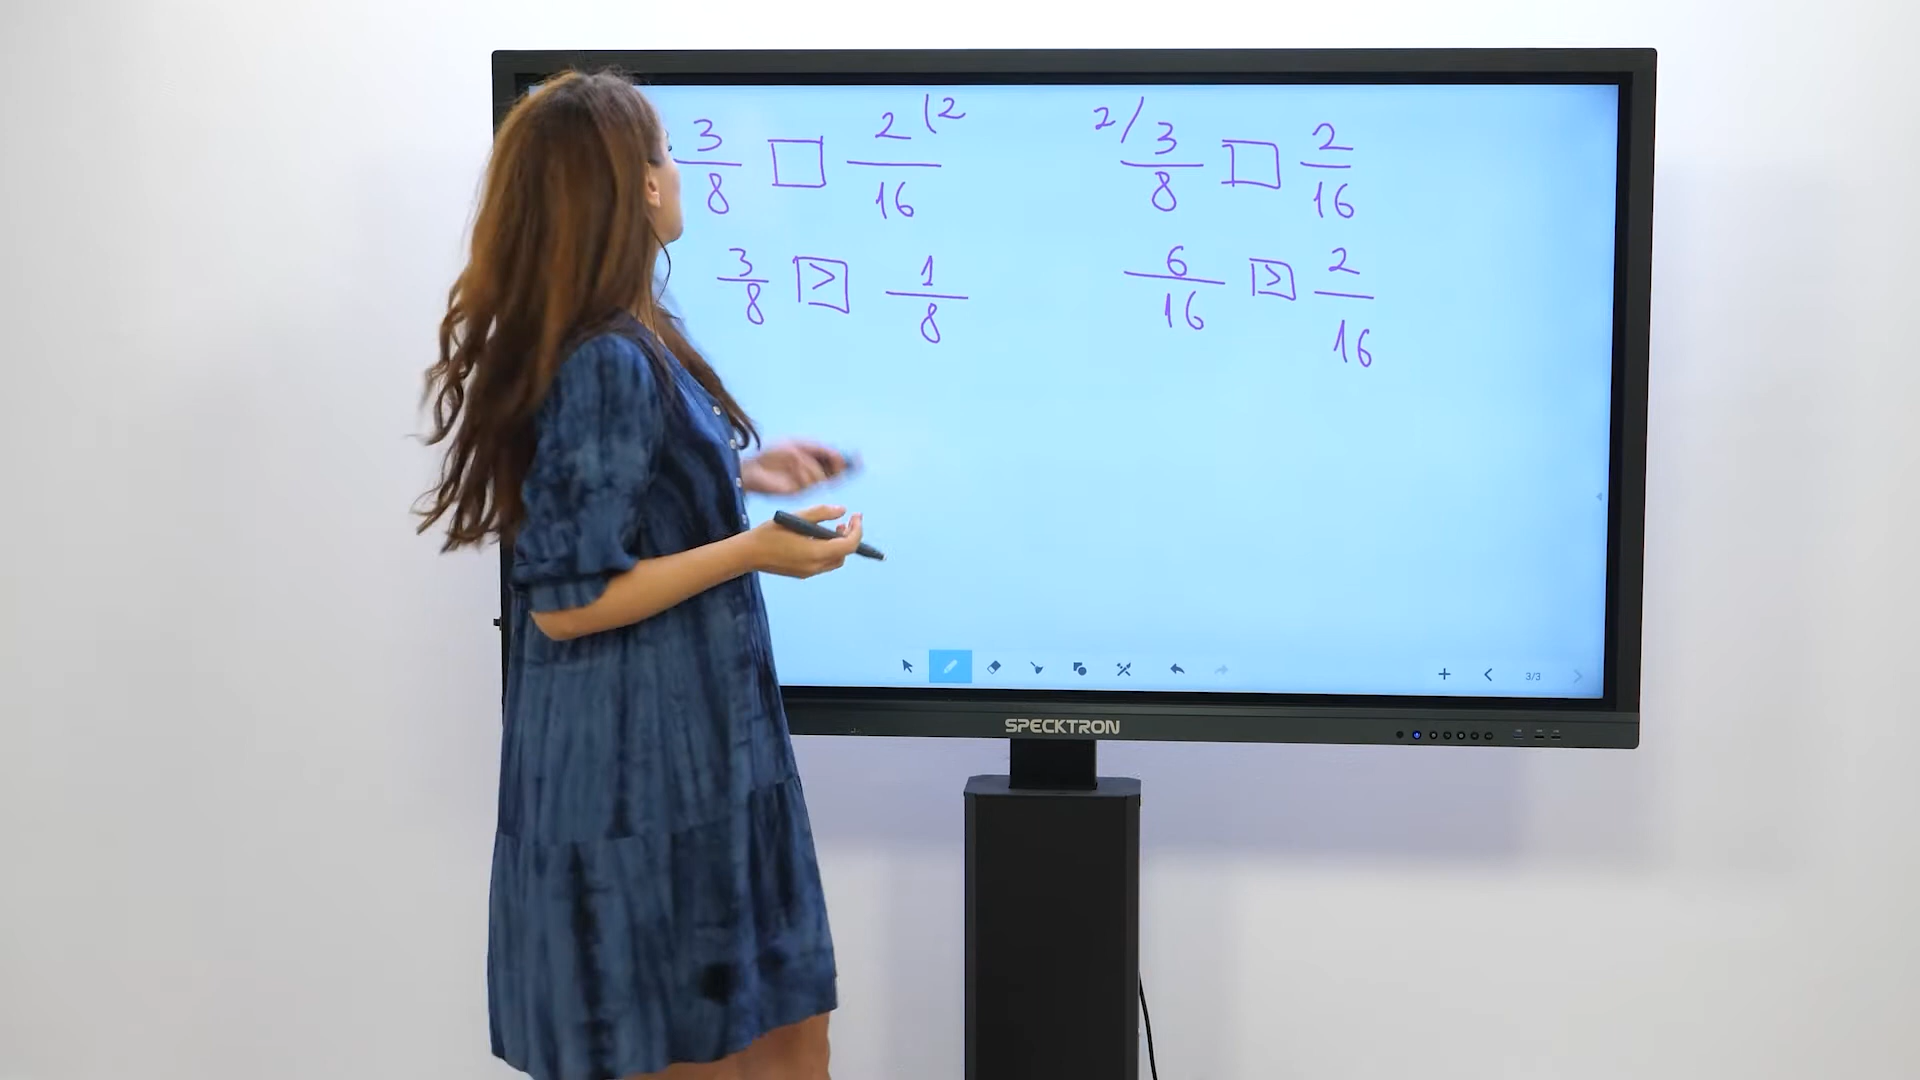 3/8 □ 2/16 (2
3/8 > 1/8
2/ 3/8 □ 2/16
6/16 > 2/16
3/3
SPECKTRON